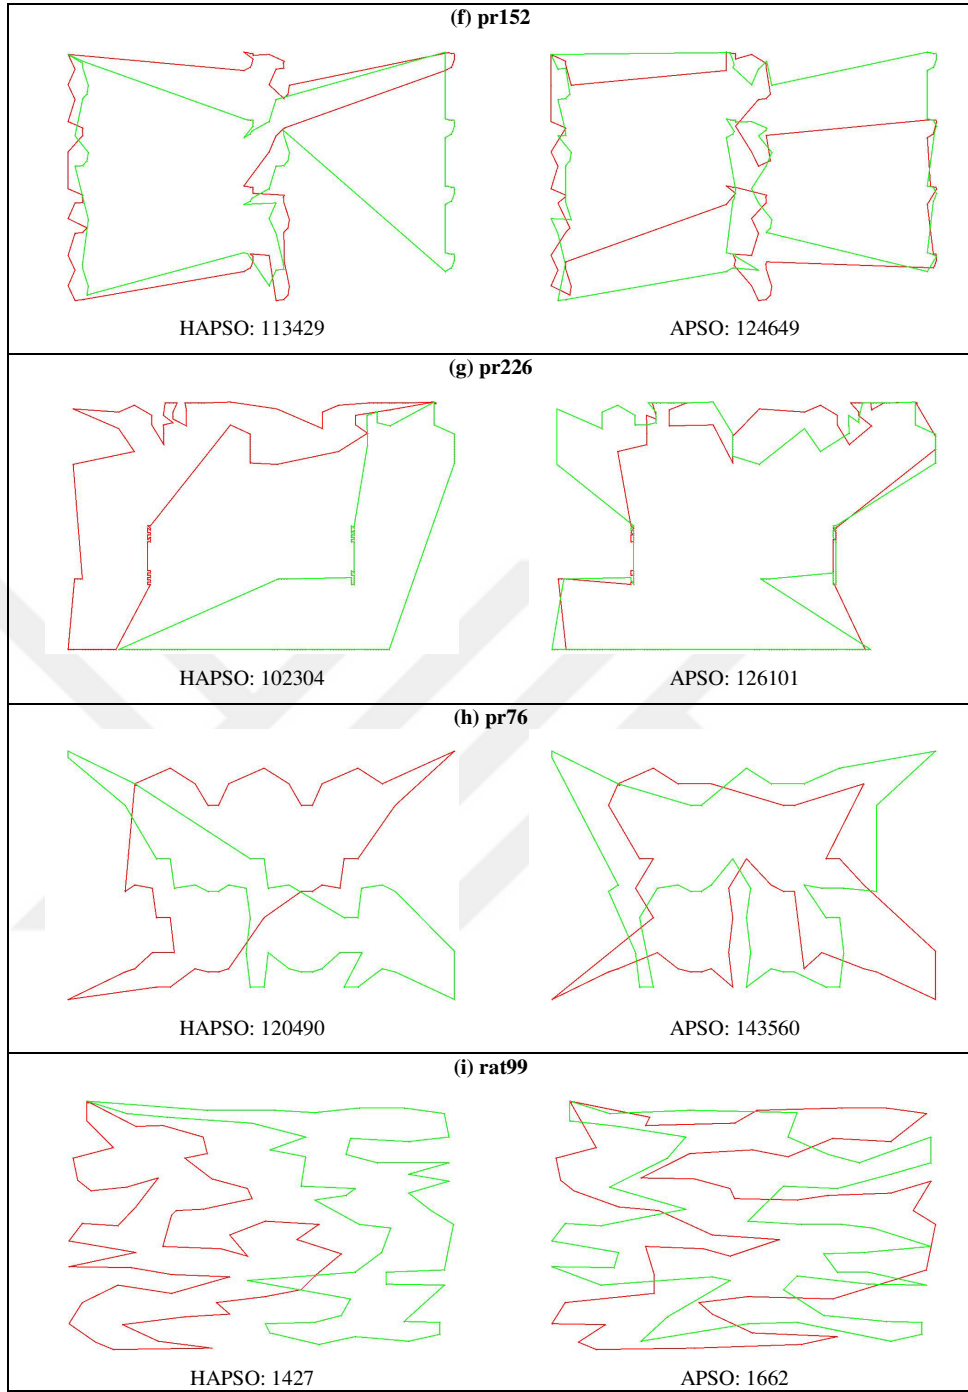 (f) pr152
HAPSO: 113429
APSO: 124649
(g) pr226
HAPSO: 102304
APSO: 126101
(h) pr76
HAPSO: 120490
APSO: 143560
(i) rat99
HAPSO: 1427
APSO: 1662